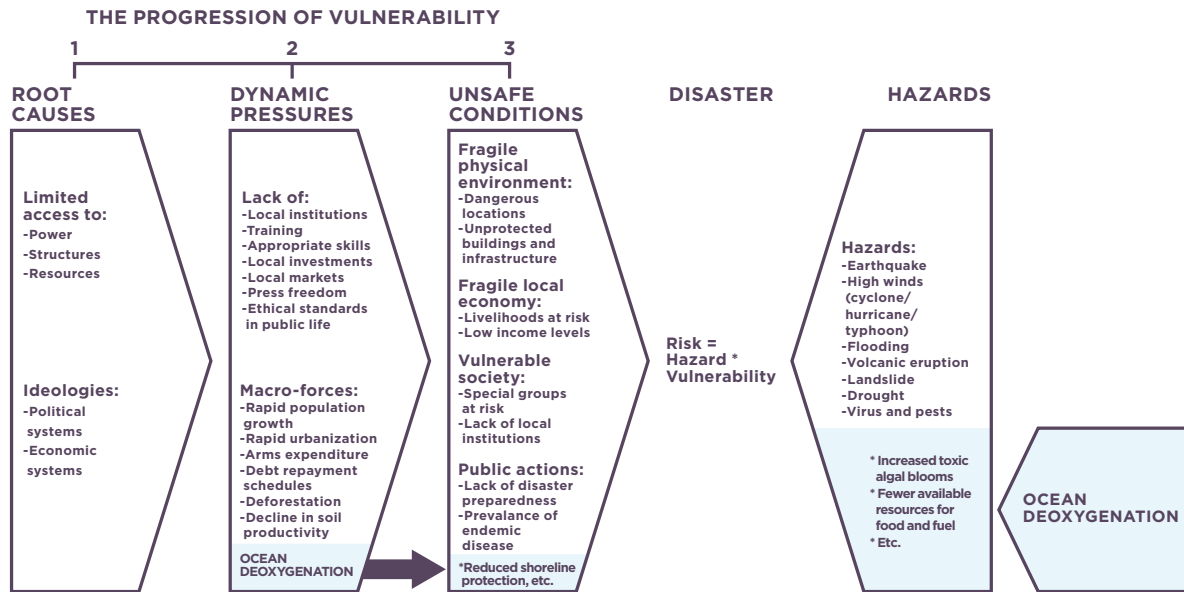 THE PROGRESSION OF VULNERABILITY
1
2
3
ROOT
CAUSES
Limited
access to:
-Power
-Structures
-Resources
Ideologies:
-Political
systems
-Economic
systems
DYNAMIC
PRESSURES
Lack of:
-Local institutions
-Training
-Appropriate skills
-Local investments
-Local markets
-Press freedom
-Ethical standards
in public life
Macro-forces:
-Rapid population
growth
-Rapid urbanization
-Arms expenditure
-Debt repayment
schedules
-Deforestation
-Decline in soil
productivity
OCEAN
DEOXYGENATION
UNSAFE
CONDITIONS
Fragile
physical
environment:
-Dangerous
locations
-Unprotected
buildings and
infrastructure
Fragile local
economy:
-Livelihoods at risk
-Low income levels
Vulnerable
society:
-Special groups
at risk
-Lack of local
institutions
Public actions:
-Lack of disaster
preparedness
-Prevalance of
endemic
disease
*Reduced shoreline
protection, etc.
DISASTER
Risk =
Hazard *
Vulnerability
HAZARDS
Hazards:
-Earthquake
-High winds
(cyclone/
hurricane/
typhoon)
-Flooding
-Volcanic eruption
-Landslide
-Drought
-Virus and pests
* Increased toxic
algal blooms
* Fewer available
resources for
food and fuel
* Etc.
OCEAN
DEOXYGENATION